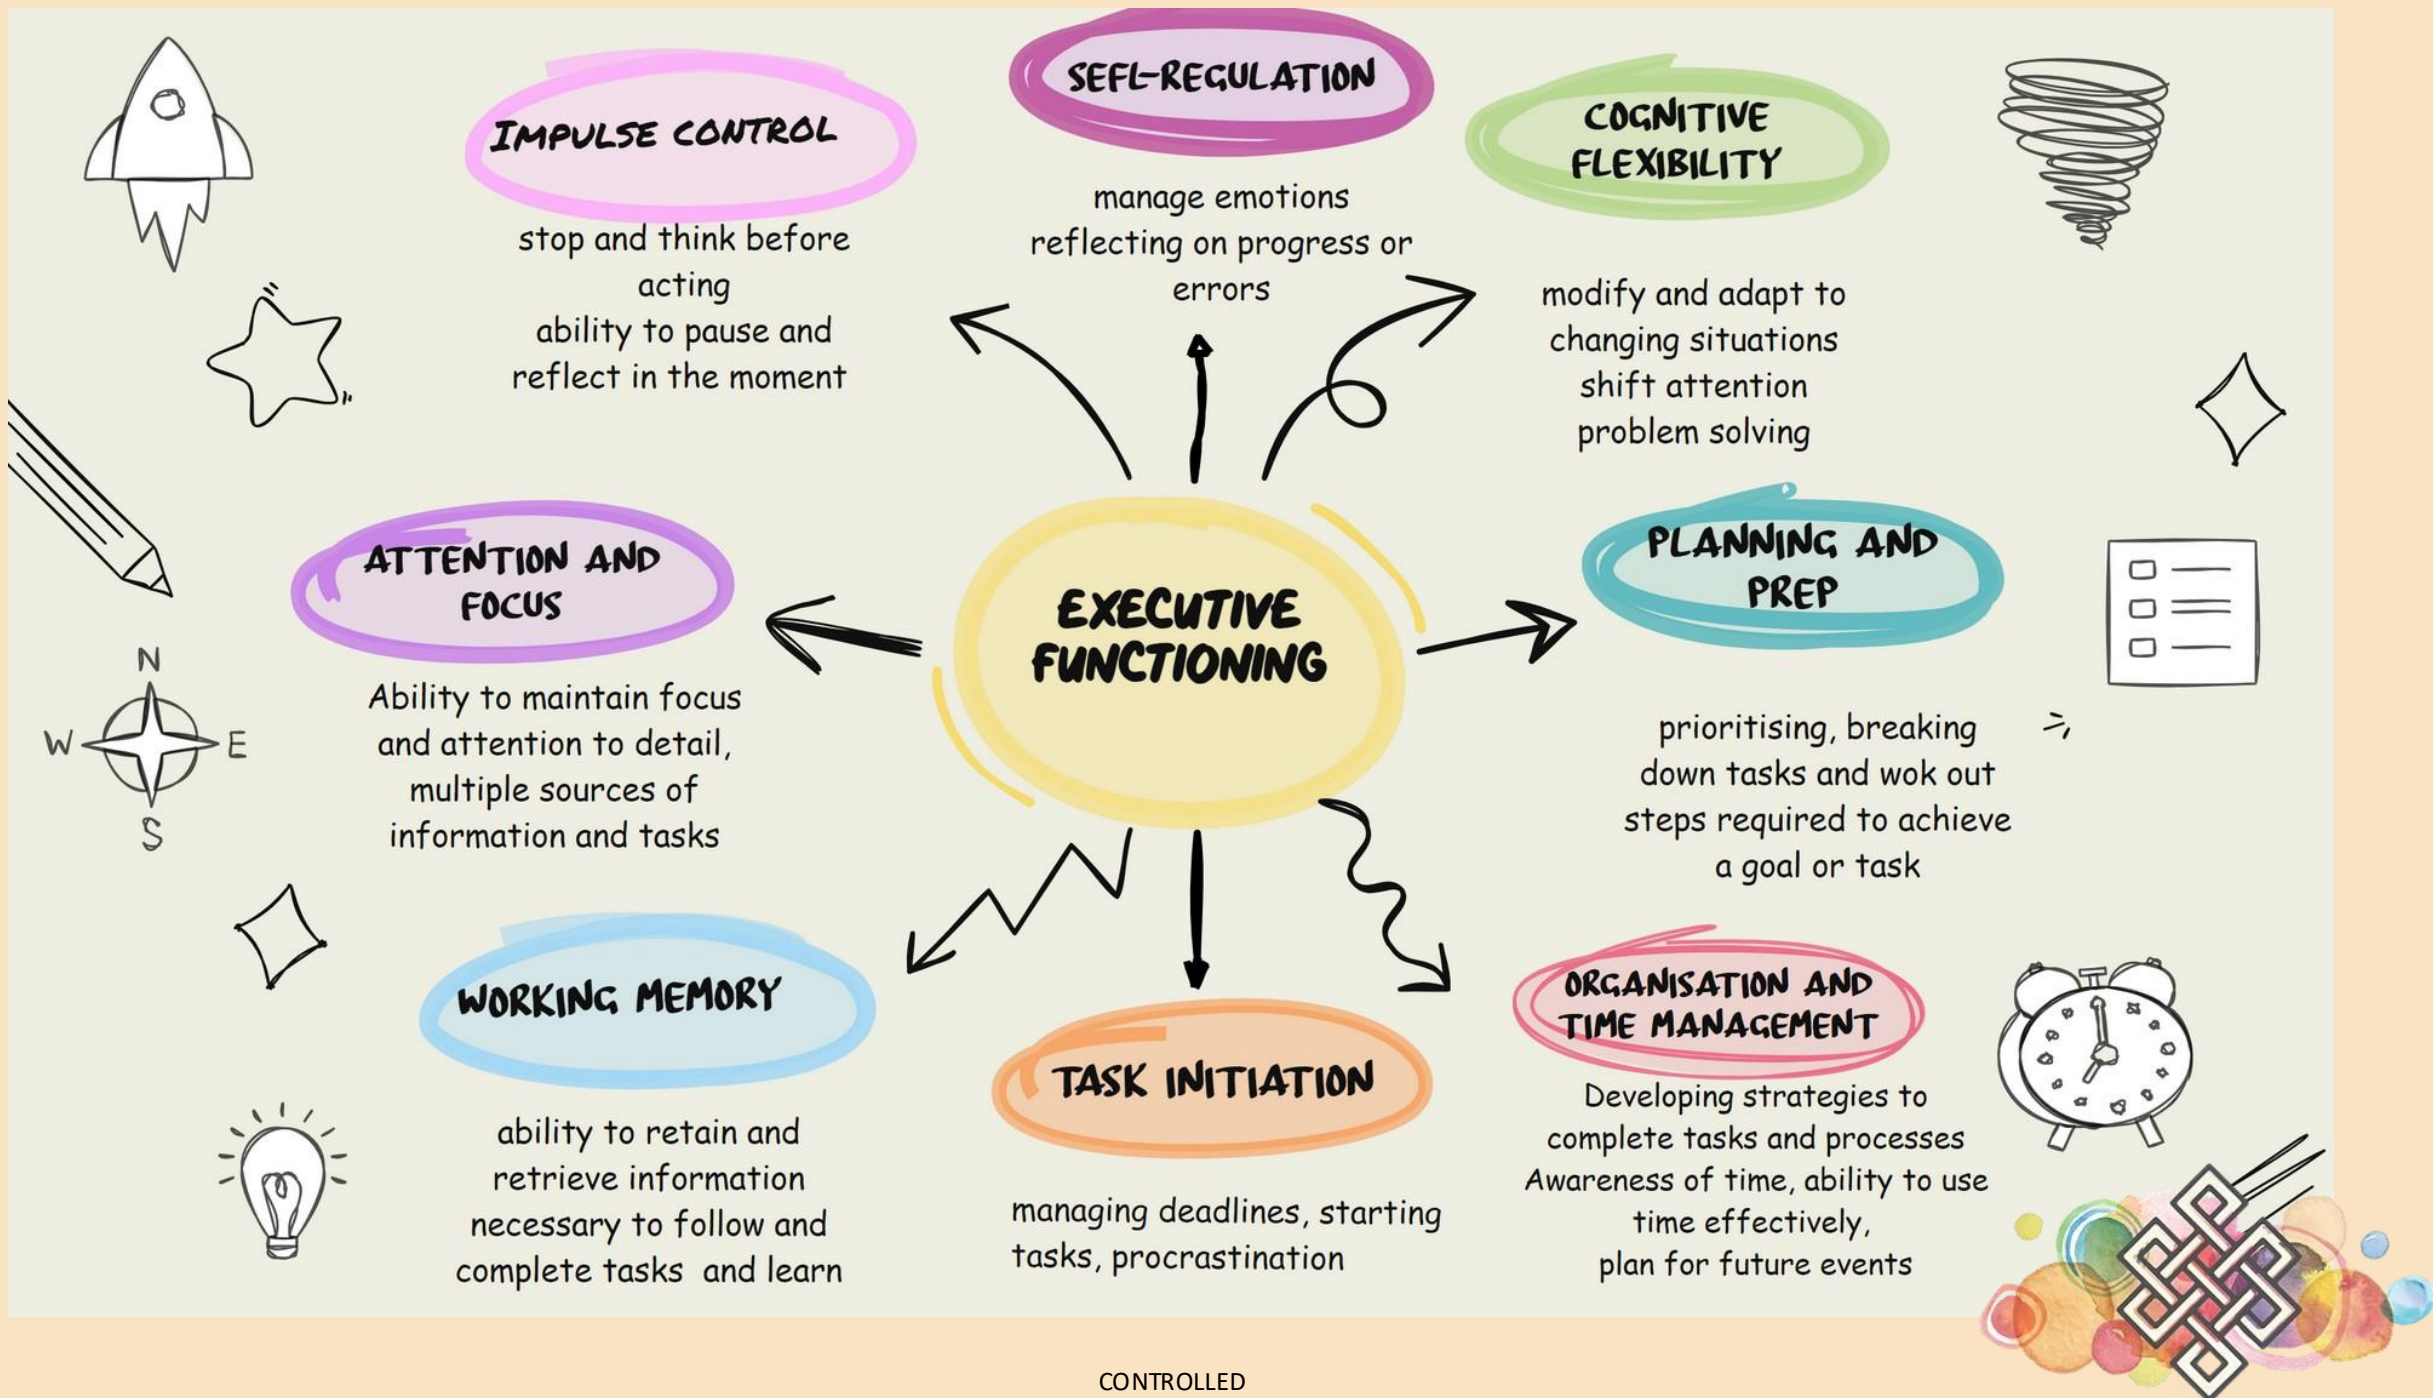 IMPULSE CONTROL
stop and think before
acting
ability to pause and
reflect in the moment
SEFL-REGULATION
manage emotions
reflecting on progress or
errors
COGNITIVE
FLEXIBILITY
modify and adapt to
changing situations
shift attention
problem solving
ATTENTION AND
FOCUS
Ability to maintain focus
and attention to detail,
multiple sources of
information and tasks
EXECUTIVE
FUNCTIONING
PLANNING AND
PREP
prioritising, breaking
down tasks and wok out
steps required to achieve
a goal or task
N
W E
S
WORKING MEMORY
ability to retain and
retrieve information
necessary to follow and
complete tasks and learn
TASK INITIATION
managing deadlines, starting
tasks, procrastination
ORGANISATION AND
TIME MANAGEMENT
Developing strategies to
complete tasks and processes
Awareness of time, ability to use
time effectively,
plan for future events
CONTROLLED